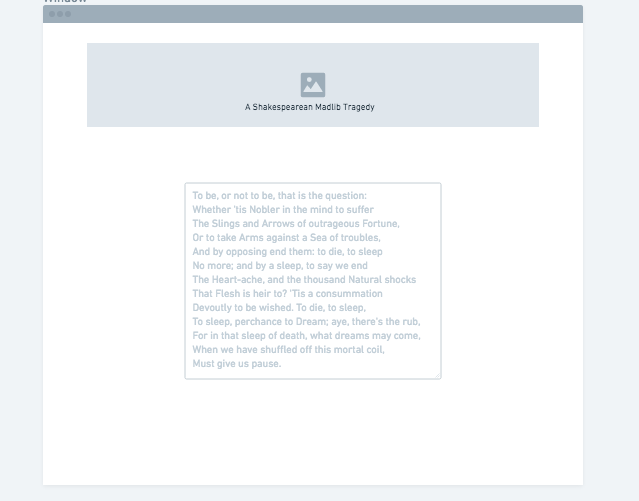 Window
A Shakespearean Madlib Tragedy
To be, or not to be, that is the question:
Whether 'tis Nobler in the mind to suffer
The Slings and Arrows of outrageous Fortune,
Or to take Arms against a Sea of troubles,
And by opposing end them: to die, to sleep
No more; and by a sleep, to say we end
The Heart-ache, and the thousand Natural shocks
That Flesh is heir to? 'Tis a consummation
Devoutly to be wished. To die, to sleep,
To sleep, perchance to Dream; aye, there's the rub,
For in that sleep of death, what dreams may come,
When we have shuffled off this mortal coil,
Must give us pause.